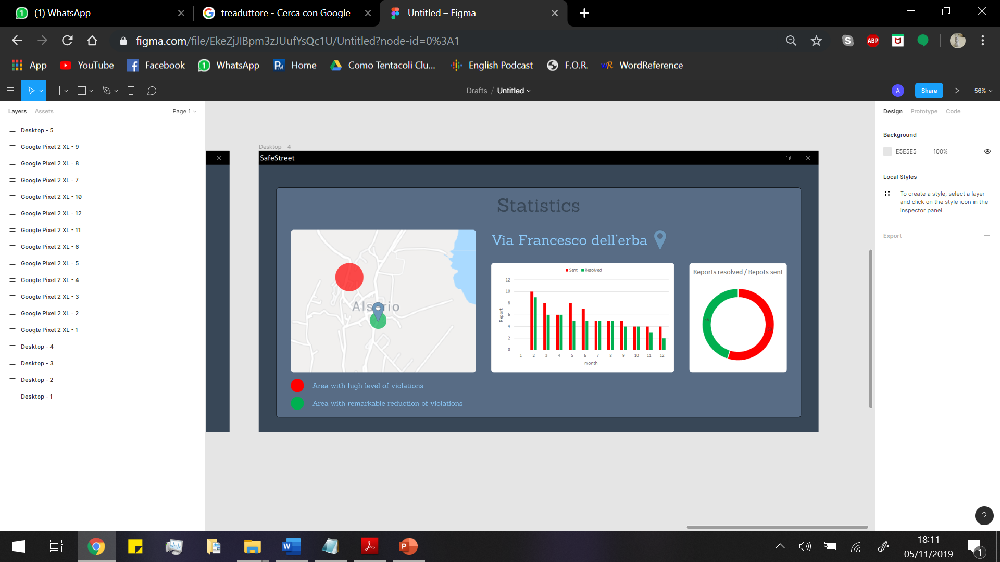 (1) WhatsApp
treaduttore - Cerca con Google
Untitled – Figma
figma.com/file/EkeZjJIBpm3zJUufYsQc1U/Untitled?node-id=0%3A1
ABP
App
YouTube
Facebook
WhatsApp
Home
Como Tentacoli Clu...
English Podcast
F.O.R.
WordReference
Drafts / Untitled
A
Share
56%
Layers
Assets
Page 1
Desktop - 5
Google Pixel 2 XL - 9
Google Pixel 2 XL - 8
Google Pixel 2 XL - 7
Google Pixel 2 XL - 10
Google Pixel 2 XL - 12
Google Pixel 2 XL - 11
Google Pixel 2 XL - 6
Google Pixel 2 XL - 5
Google Pixel 2 XL - 4
Google Pixel 2 XL - 3
Google Pixel 2 XL - 2
Google Pixel 2 XL - 1
Desktop - 4
Desktop - 3
Desktop - 2
Desktop - 1
Desktop - 4
SafeStreet
Statistics
Via Francesco dell'erba
Sent Resolved
12
10
8
6
4
2
0
Report
1 2 3 4 5 6 7 8 9 10 11 12
month
Reports resolved / Repots sent
Area with high level of violations
Area with remarkable reduction of violations
Design
Prototype
Code
Background
E5E5E5
100%
Local Styles
To create a style, select a layer
and click on the style icon in the
inspector panel.
Export
?
18:11
05/11/2019
1